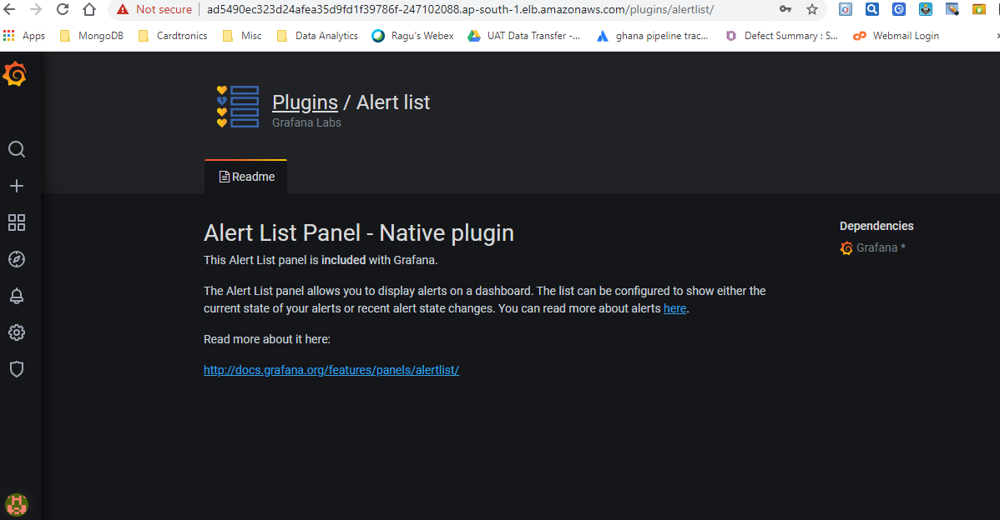 Not secure
ad5490ec323d24afea35d9fd1f39786f-247102088.ap-south-1.elb.amazonaws.com/plugins/alertlist/
Apps MongoDB Cardtronics Misc Data Analytics Ragu's Webex UAT Data Transfer -... ghana pipeline trac... Defect Summary : S... Webmail Login
Plugins / Alert list
Grafana Labs
Readme
Alert List Panel - Native plugin
This Alert List panel is included with Grafana.
The Alert List panel allows you to display alerts on a dashboard. The list can be configured to show either the
current state of your alerts or recent alert state changes. You can read more about alerts here.
Read more about it here:
http://docs.grafana.org/features/panels/alertlist/
Dependencies
Grafana *